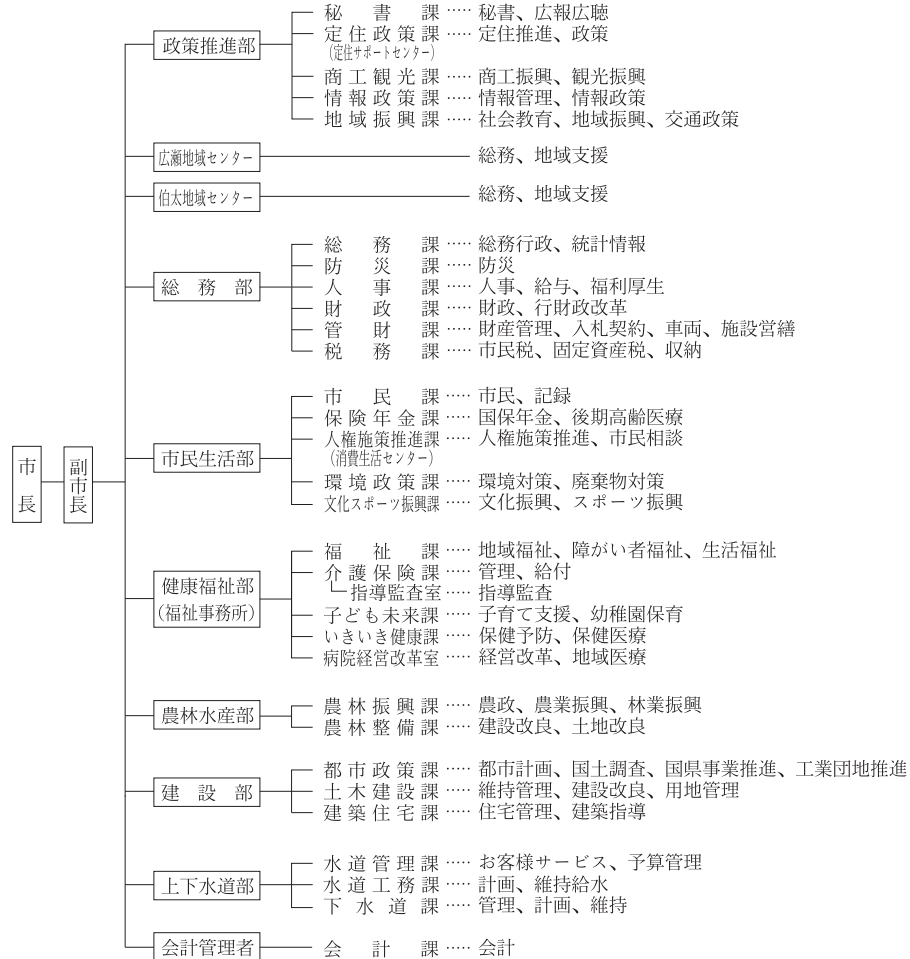 秘書課 ····· 秘書、広報広聴
政策推進部 定住政策課 ····· 定住推進、政策
(定住サポートセンター)
商工観光課 ····· 商工振興、観光振興
情報政策課 ····· 情報管理、情報政策
地域振興課 ····· 社会教育、地域振興、交通政策
広瀬地域センター 総務、地域支援
伯太地域センター 総務、地域支援
総務課 ····· 総務行政、統計情報
防災課 ····· 防災
総務部 人事課 ····· 人事、給与、福利厚生
財政課 ····· 財政、行財政改革
管財課 ····· 財産管理、入札契約、車両、施設営繕
税務課 ····· 市民税、固定資産税、収納
市民課 ····· 市民、記録
保険年金課 ····· 国保年金、後期高齢医療
人権施策推進課 ····· 人権施策推進、市民相談
市長 副市長 市民生活部 (消費生活センター)
環境政策課 ····· 環境対策、廃棄物対策
文化スポーツ振興課 ····· 文化振興、スポーツ振興
福祉課 ····· 地域福祉、障がい者福祉、生活福祉
介護保険課 ····· 管理、給付
健康福祉部 指導監査室 ····· 指導監査
(福祉事務所) 子ども未来課 ····· 子育て支援、幼稚園保育
いきいき健康課 ····· 保健予防、保健医療
病院経営改革室 ····· 経営改革、地域医療
農林水産部 農林振興課 ····· 農政、農業振興、林業振興
農林整備課 ····· 建設改良、土地改良
都市政策課 ····· 都市計画、国土調査、国県事業推進、工業団地推進
建設部 土木建設課 ····· 維持管理、建設改良、用地管理
建築住宅課 ····· 住宅管理、建築指導
水道管理課 ····· お客様サービス、予算管理
上下水道部 水道工務課 ····· 計画、維持給水
下水道課 ····· 管理、計画、維持
会計管理者 会計課 ····· 会計